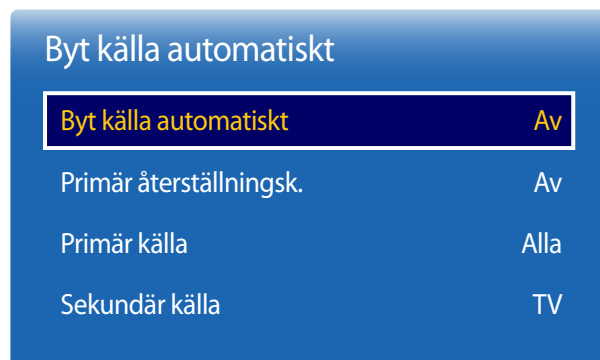 Byt källa automatiskt
Byt källa automatiskt Av
Primär återställningsk. Av
Primär källa Alla
Sekundär källa TV